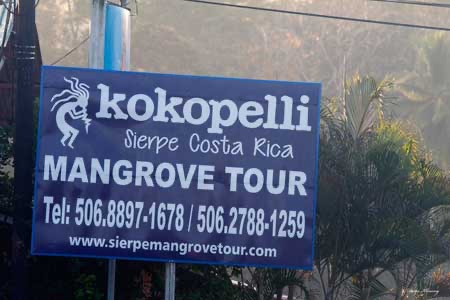 kokopelli
Sierpe Costa Rica
MANGROVE TOUR
Tel: 506.8897-1678 / 506.2788-1259
www.sierpemangrovetour.com